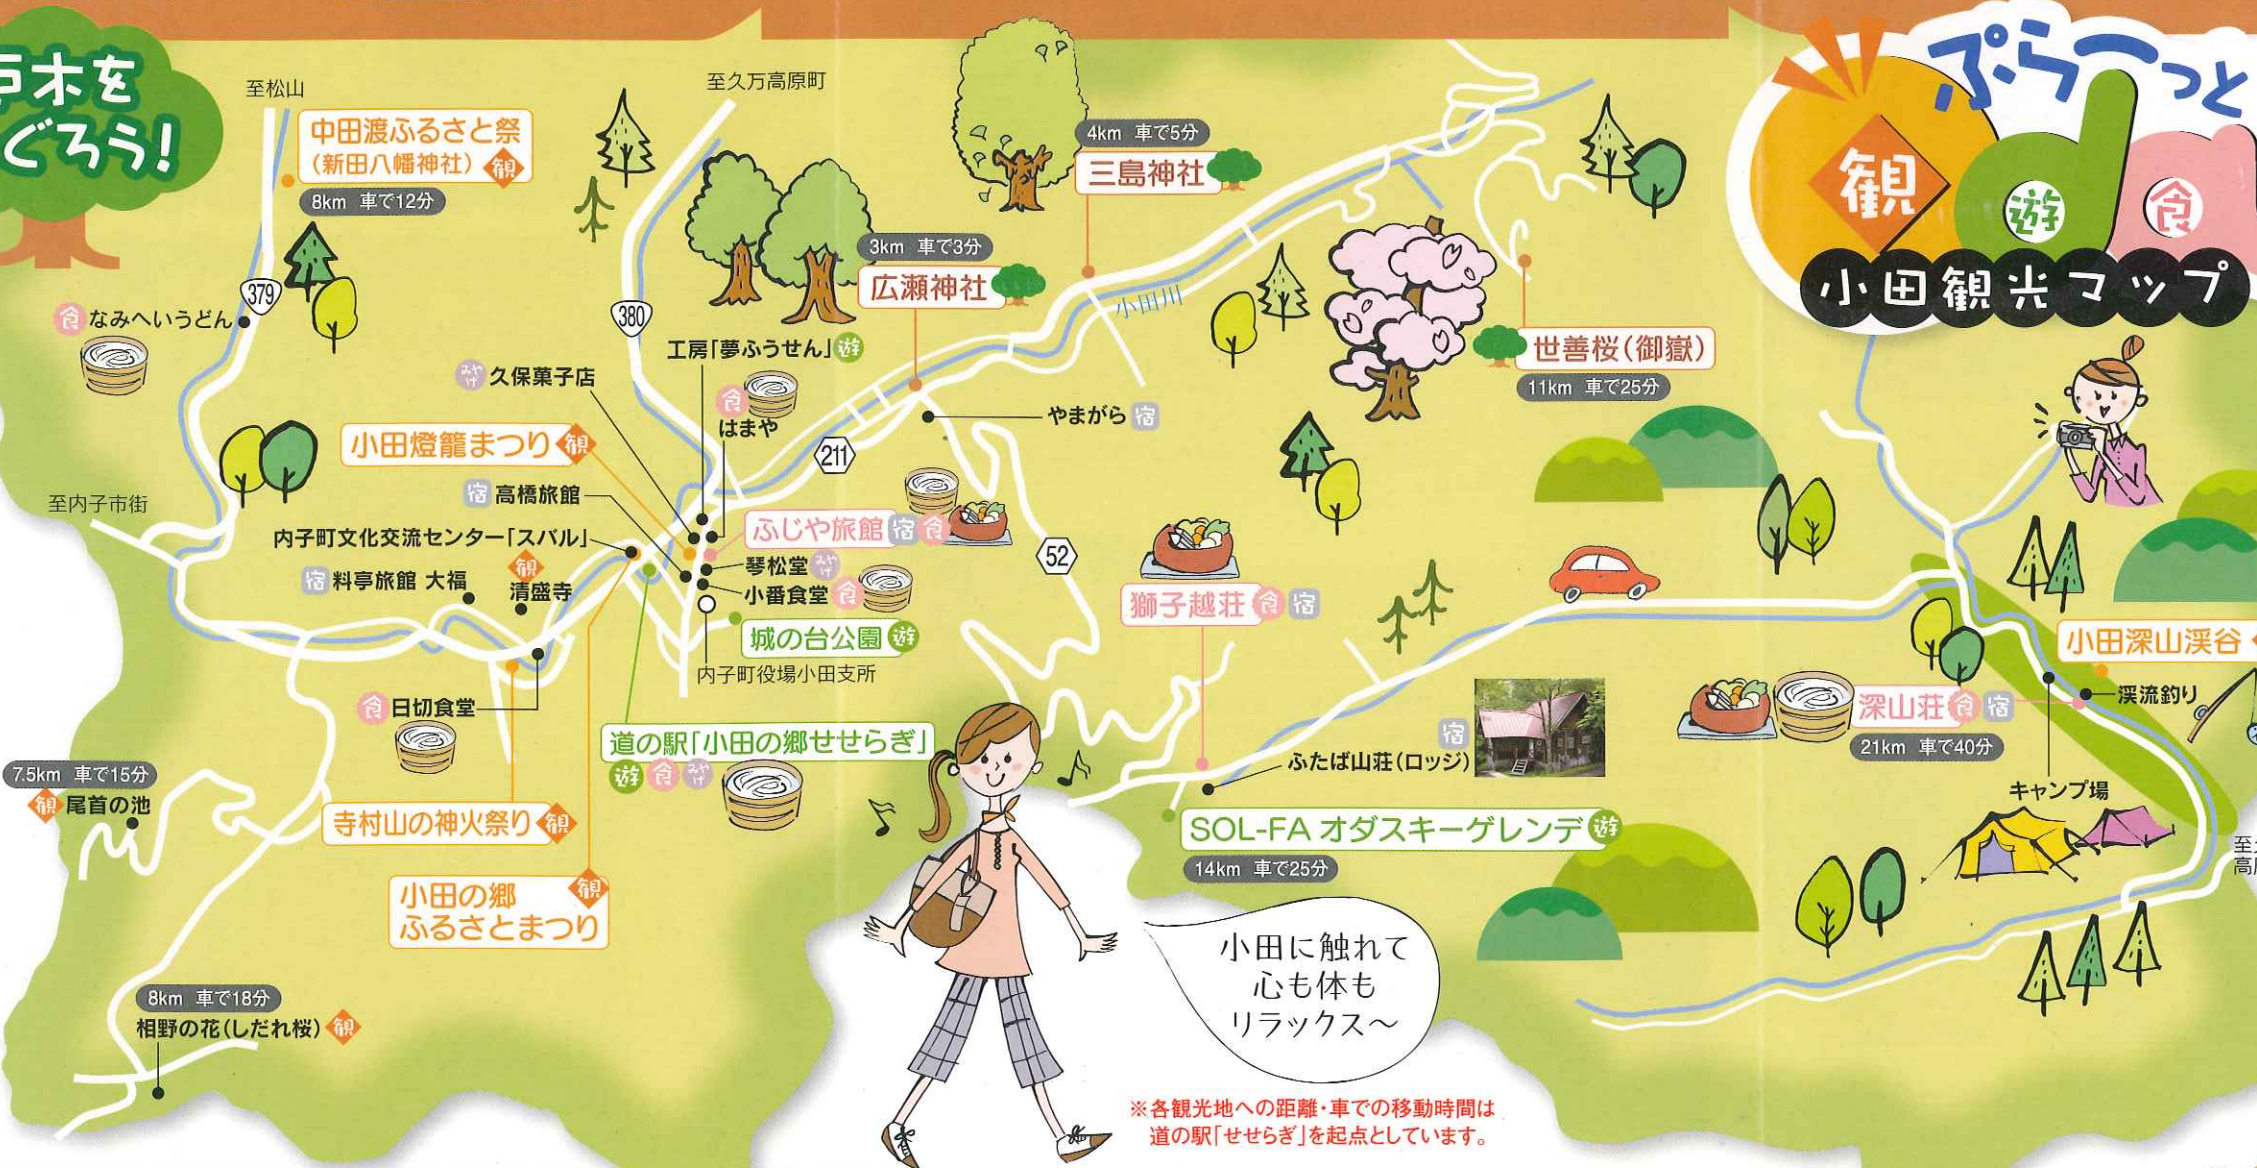 木を
ぐろう!
ぷらーっと
観
遊
食
小田観光マップ
至松山
中田渡ふるさと祭
(新田八幡神社) 観
8km 車で12分
379
食 なみへいうどん
至久万高原町
380
4km 車で5分
三島神社
3km 車で3分
広瀬神社
小田川
世善桜(御嶽)
11km 車で25分
工房「夢ふうせん」遊
みやげ 久保菓子店
食
はまや
211
やまがら 宿
小田燈籠まつり 観
宿 高橋旅館
至内子市街
内子町文化交流センター「スバル」
ふじや旅館 宿 食
琴松堂 みやげ
小番食堂 食
52
宿 料亭旅館 大福
観
清盛寺
城の台公園 遊
内子町役場小田支所
獅子越荘 食 宿
小田深山渓谷
食 日切食堂
道の駅「小田の郷せせらぎ」
遊 食 みやげ
深山荘 食 宿
21km 車で40分
渓流釣り
宿
ふたば山荘(ロッジ)
キャンプ場
7.5km 車で15分
観 尾首の池
寺村山の神火祭り 観
SOL-FA オダスキーゲレンデ 遊
14km 車で25分
至
高
小田の郷 観
ふるさとまつり
小田に触れて
心も体も
リラックス〜
8km 車で18分
相野の花(しだれ桜) 観
※各観光地への距離・車での移動時間は
道の駅「せせらぎ」を起点としています。